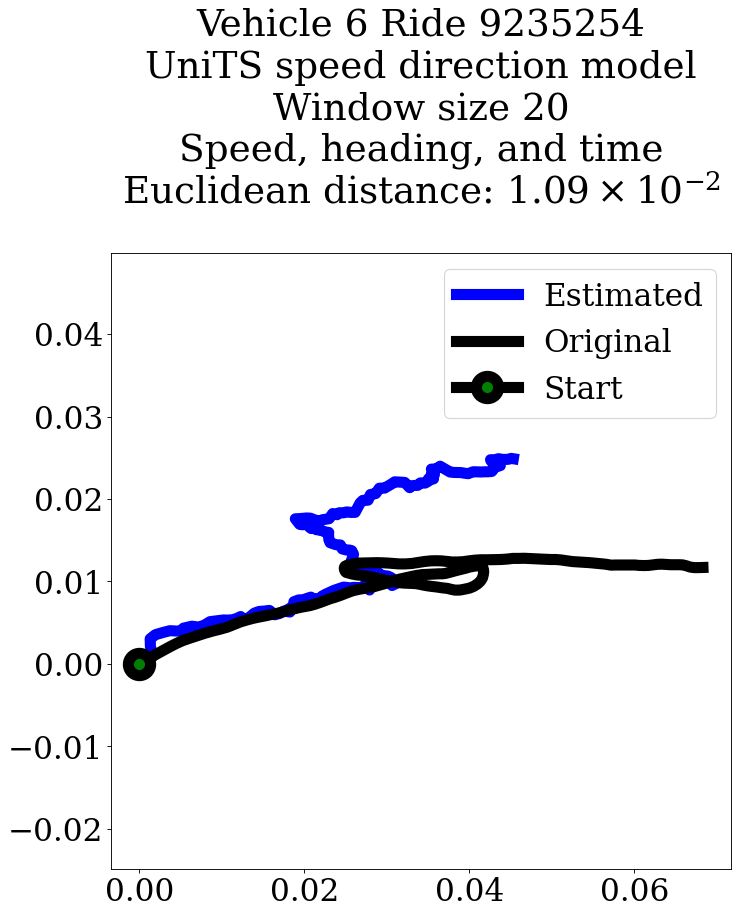 Vehicle 6 Ride 9235254
UniTS speed direction model
Window size 20
Speed, heading, and time
Euclidean distance: 1.09 × 10⁻²
Estimated
Original
Start
0.04
0.03
0.02
0.01
0.00
−0.01
−0.02
0.00 0.02 0.04 0.06